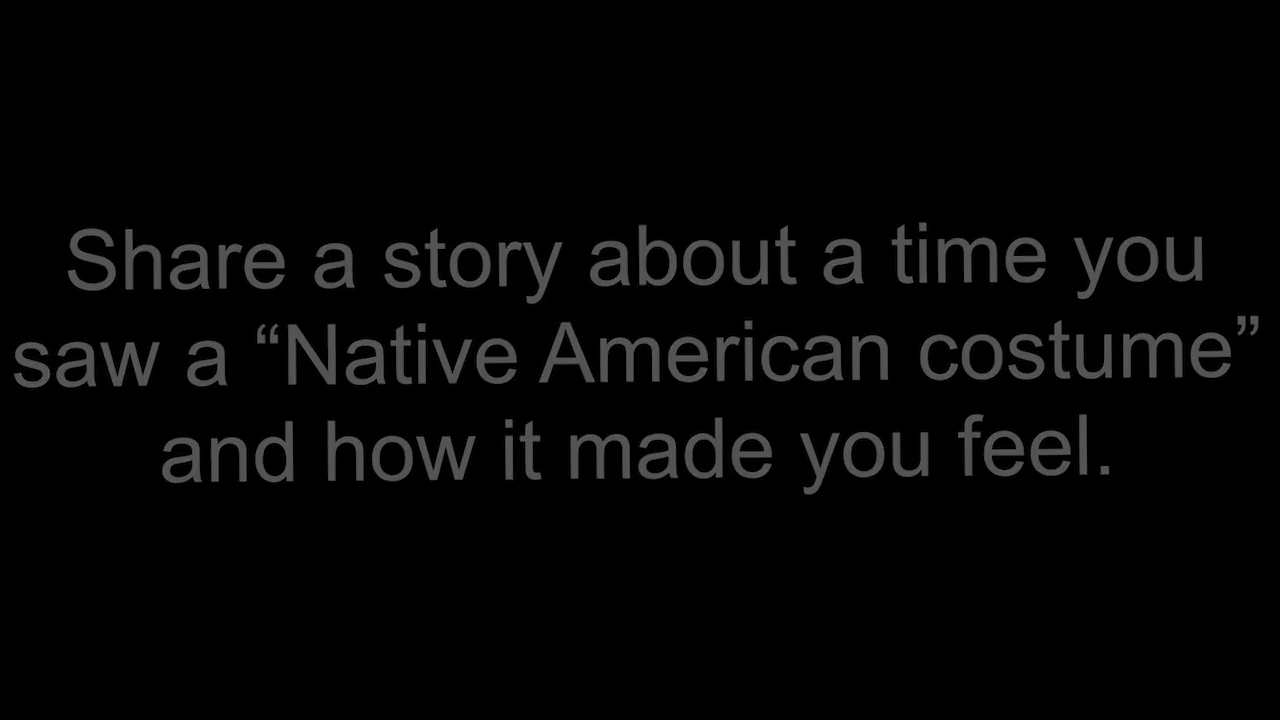 Share a story about a time you
saw a “Native American costume”
and how it made you feel.